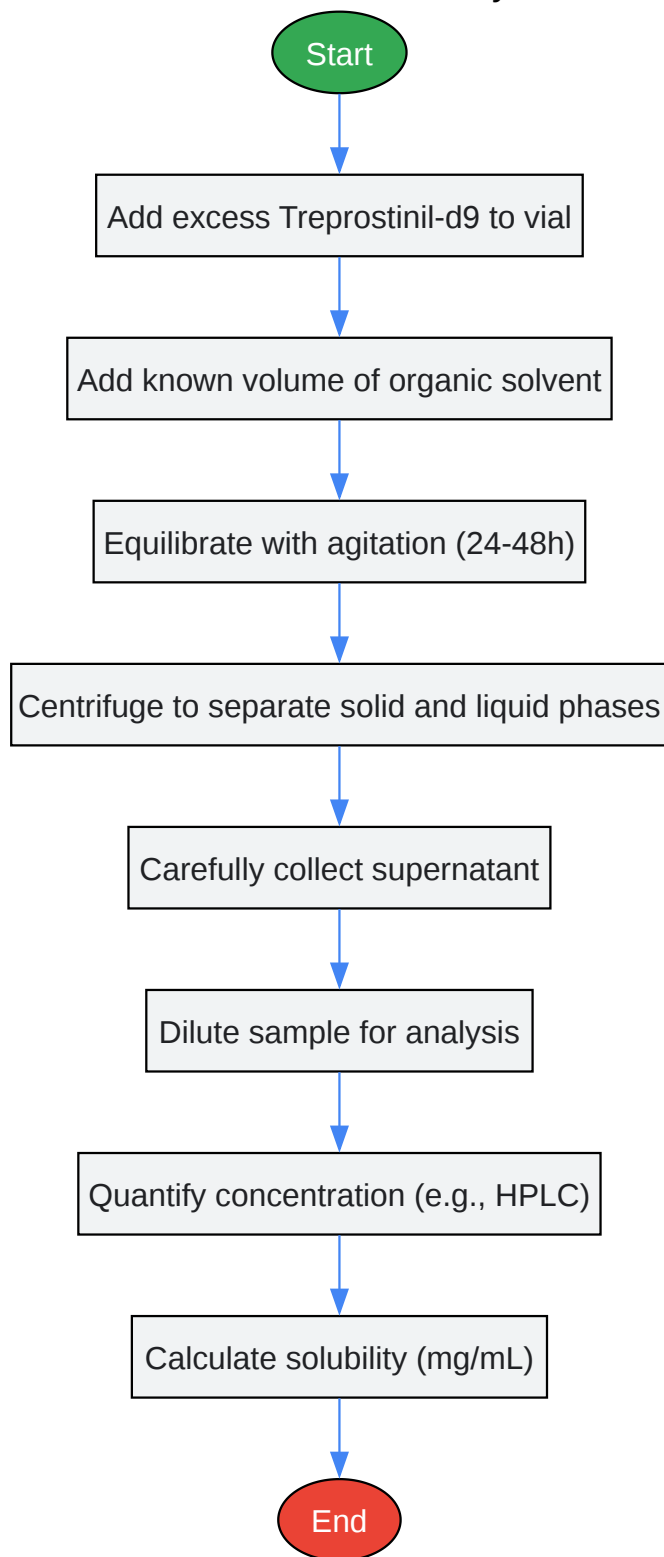 Start
Add excess Treprostinil-d9 to vial
Add known volume of organic solvent
Equilibrate with agitation (24-48h)
Centrifuge to separate solid and liquid phases
Carefully collect supernatant
Dilute sample for analysis
Quantify concentration (e.g., HPLC)
Calculate solubility (mg/mL)
End